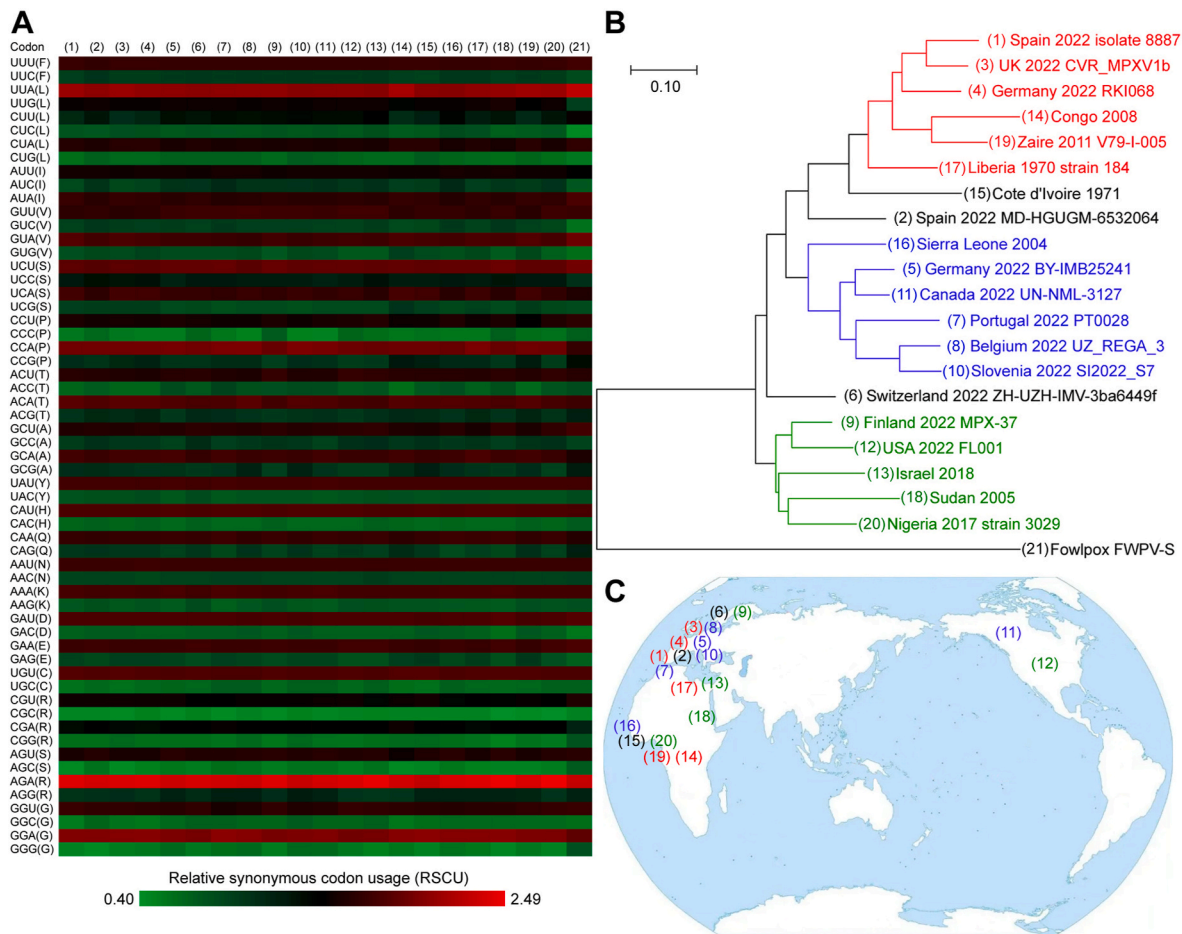 A
Codon (1) (2) (3) (4) (5) (6) (7) (8) (9) (10) (11) (12) (13) (14) (15) (16) (17) (18) (19) (20) (21)
UUU(F)
UUC(F)
UUA(L)
UUG(L)
CUU(L)
CUC(L)
CUA(L)
CUG(L)
AUU(I)
AUC(I)
AUA(I)
GUU(V)
GUC(V)
GUA(V)
GUG(V)
UCU(S)
UCC(S)
UCA(S)
UCG(S)
CCU(P)
CCC(P)
CCA(P)
CCG(P)
ACU(T)
ACC(T)
ACA(T)
ACG(T)
GCU(A)
GCC(A)
GCA(A)
GCG(A)
UAU(Y)
UAC(Y)
CAU(H)
CAC(H)
CAA(Q)
CAG(Q)
AAU(N)
AAC(N)
AAA(K)
AAG(K)
GAU(D)
GAC(D)
GAA(E)
GAG(E)
UGU(C)
UGC(C)
CGU(R)
CGC(R)
CGA(R)
CGG(R)
AGU(S)
AGC(S)
AGA(R)
AGG(R)
GGU(G)
GGC(G)
GGA(G)
GGG(G)
Relative synonymous codon usage (RSCU)
0.40 2.49
B
0.10
(1) Spain 2022 isolate 8887
(3) UK 2022 CVR_MPXV1b
(4) Germany 2022 RKI068
(14) Congo 2008
(19) Zaire 2011 V79-I-005
(17) Liberia 1970 strain 184
(15) Cote d'Ivoire 1971
(2) Spain 2022 MD-HGUGM-6532064
(16) Sierra Leone 2004
(5) Germany 2022 BY-IMB25241
(11) Canada 2022 UN-NML-3127
(7) Portugal 2022 PT0028
(8) Belgium 2022 UZ_REGA_3
(10) Slovenia 2022 SI2022_S7
(6) Switzerland 2022 ZH-UZH-IMV-3ba6449f
(9) Finland 2022 MPX-37
(12) USA 2022 FL001
(13) Israel 2018
(18) Sudan 2005
(20) Nigeria 2017 strain 3029
(21) Fowlpox FWPV-S
C
(6) (9)
(3) (8)
(4) (5)
(1) (2) (10)
(7)
(17) (13)
(11)
(12)
(16) (18)
(15) (20)
(19) (14)